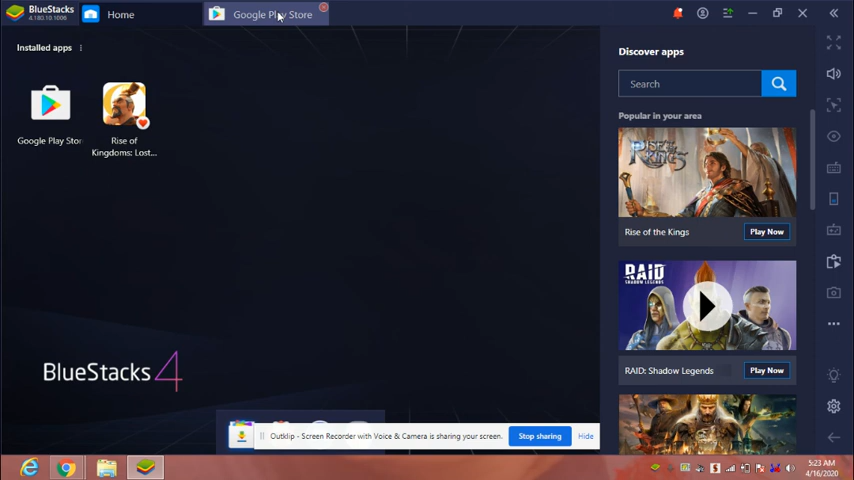 BlueStacks
4.180.10.1006
Home
Google Play Store
Installed apps
Google Play Stor
Rise of
Kingdoms: Lost...
Discover apps
Search
Popular in your area
RISE OF
KINGS
Rise of the Kings
Play Now
RAID
SHADOW LEGENDS
RAID: Shadow Legends
Play Now
BlueStacks 4
Outklip - Screen Recorder with Voice & Camera is sharing your screen.
Stop sharing
Hide
5:23 AM
4/16/2020